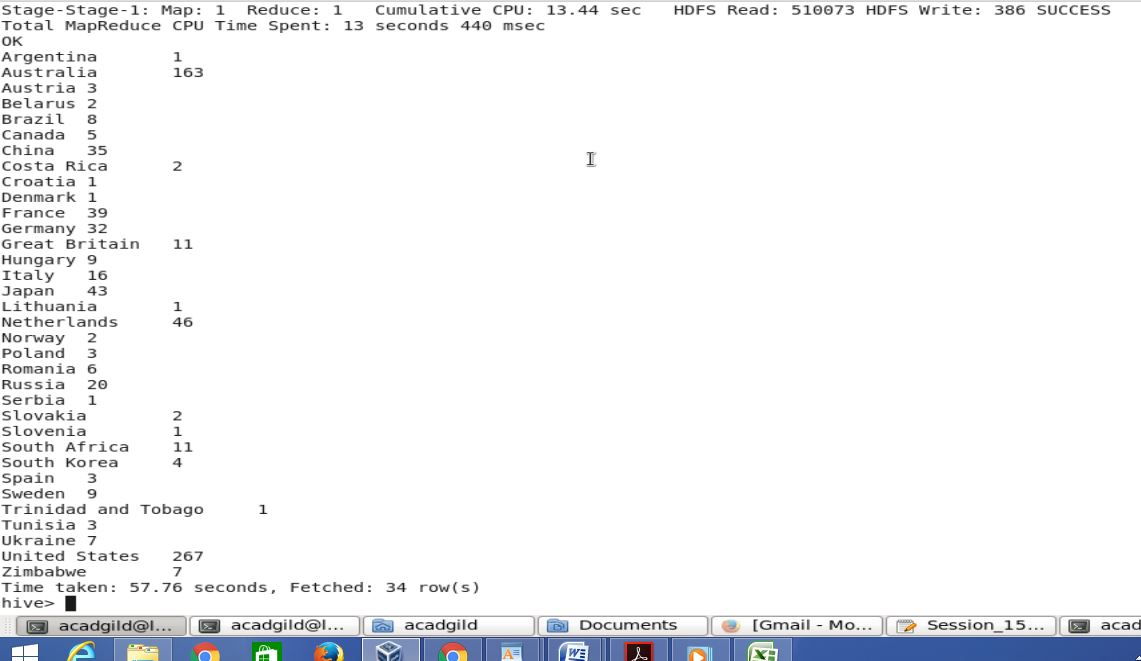 Stage-Stage-1: Map: 1  Reduce: 1   Cumulative CPU: 13.44 sec   HDFS Read: 510073 HDFS Write: 386 SUCCESS
Total MapReduce CPU Time Spent: 13 seconds 440 msec
OK
Argentina	1
Australia	163
Austria	3
Belarus	2
Brazil	8
Canada	5
China	35
Costa Rica	2
Croatia	1
Denmark	1
France	39
Germany	32
Great Britain	11
Hungary	9
Italy	16
Japan	43
Lithuania	1
Netherlands	46
Norway	2
Poland	3
Romania	6
Russia	20
Serbia	1
Slovakia	2
Slovenia	1
South Africa	11
South Korea	4
Spain	3
Sweden	9
Trinidad and Tobago	1
Tunisia	3
Ukraine	7
United States	267
Zimbabwe	7
Time taken: 57.76 seconds, Fetched: 34 row(s)
hive>
acadgild@l... acadgild@l... acadgild Documents [Gmail - Mo... Session_15... acad